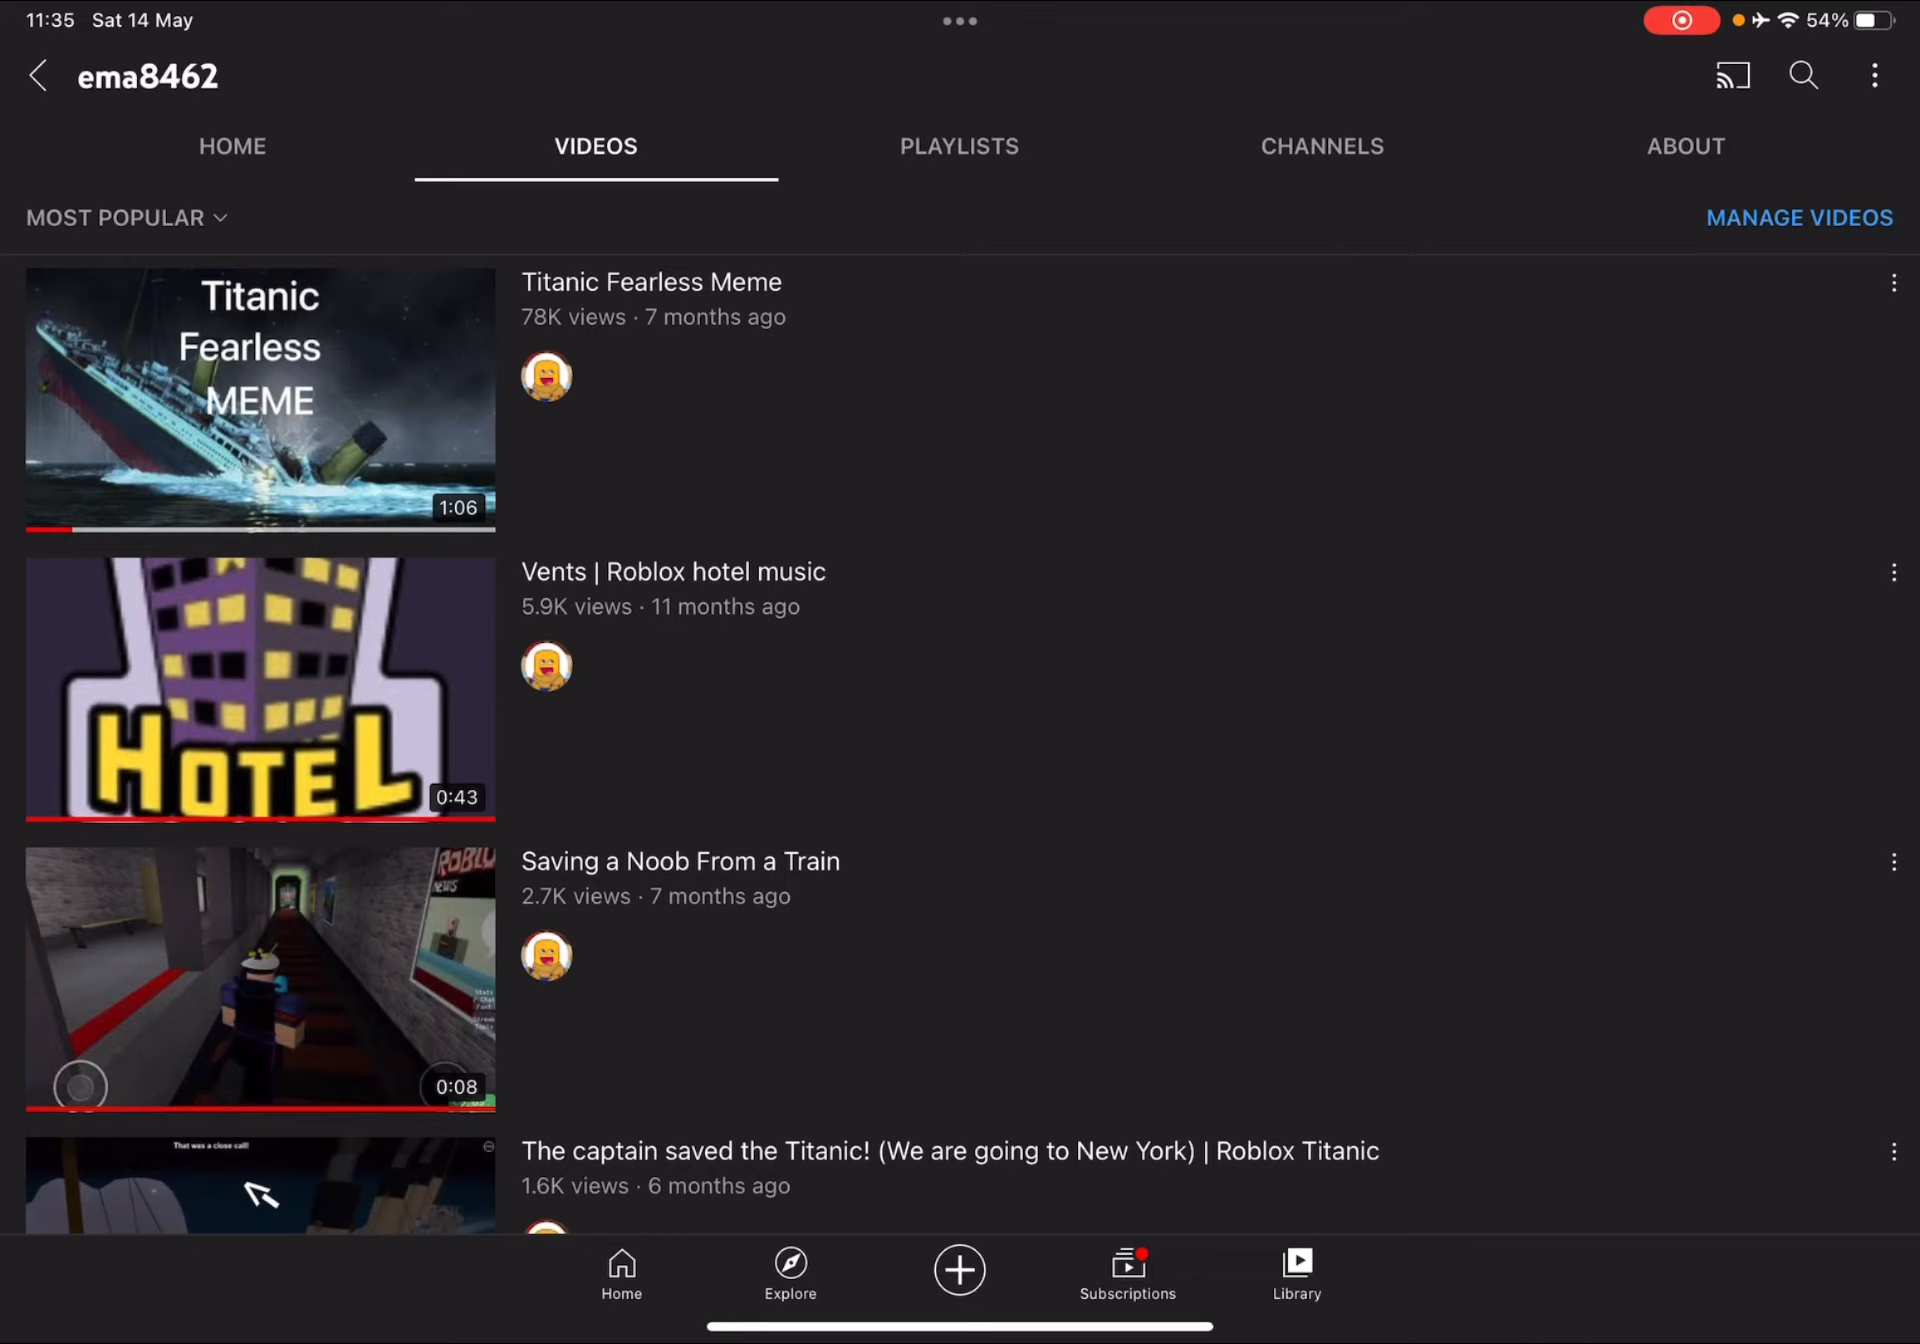 11:35 Sat 14 May
54%
ema8462
HOME VIDEOS PLAYLISTS CHANNELS ABOUT
MOST POPULAR
MANAGE VIDEOS
Titanic
Fearless
MEME
1:06
Titanic Fearless Meme
78K views · 7 months ago
HOTEL
0:43
Vents | Roblox hotel music
5.9K views · 11 months ago
ROBLO
NEWS
0:08
Saving a Noob From a Train
2.7K views · 7 months ago
That was a close call!
The captain saved the Titanic! (We are going to New York) | Roblox Titanic
1.6K views · 6 months ago
Home Explore Subscriptions Library